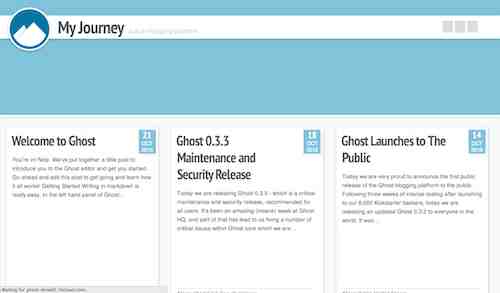 My Journey
Just a blogging platform.
Welcome to Ghost
21
OCT
2013
You're in! Nice. We've put together a little post to
introduce you to the Ghost editor and get you started.
Go ahead and edit this post to get going and learn how
it all works! Getting Started Writing in markdown is
really easy. In the left hand panel of Ghost...
Ghost 0.3.3
Maintenance and
Security Release
18
OCT
2013
Today we are releasing Ghost 0.3.3 - which is a critical
maintenance and security release, recommended for
all users. It's been an amazing (insane) week at Ghost
HQ, and part of that has lead to us fixing a number of
critical issues within Ghost core which we ...
Ghost Launches to The
Public
14
OCT
2013
Today we are very proud to announce the first public
release of the Ghost blogging platform to the public.
Following three weeks of intense testing after launching
to our 6,000 Kickstarter backers, today we are
releasing an updated Ghost 0.3.2 to everyone in the
world. It was ...
Waiting for